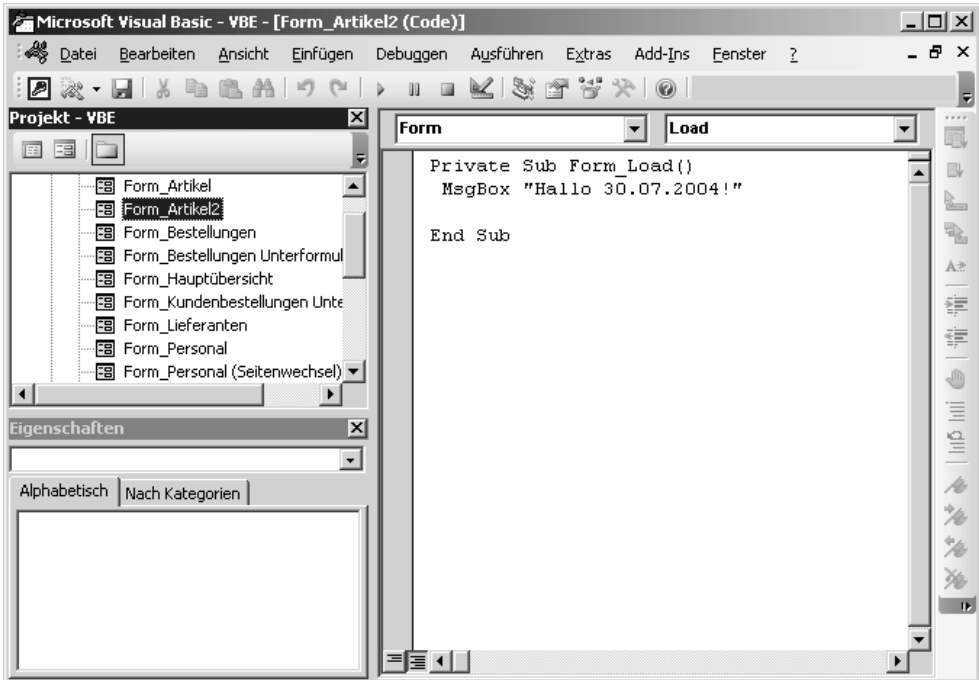 Microsoft Visual Basic - VBE - [Form_Artikel2 (Code)]
Datei Bearbeiten Ansicht Einfügen Debuggen Ausführen Extras Add-Ins Fenster ?
Projekt - VBE
Form_Artikel
Form_Artikel2
Form_Bestellungen
Form_Bestellungen Unterformul
Form_Hauptübersicht
Form_Kundenbestellungen Unte
Form_Lieferanten
Form_Personal
Form_Personal (Seitenwechsel)
Eigenschaften
Alphabetisch Nach Kategorien
Form Load
Private Sub Form_Load()
MsgBox "Hallo 30.07.2004!"
End Sub